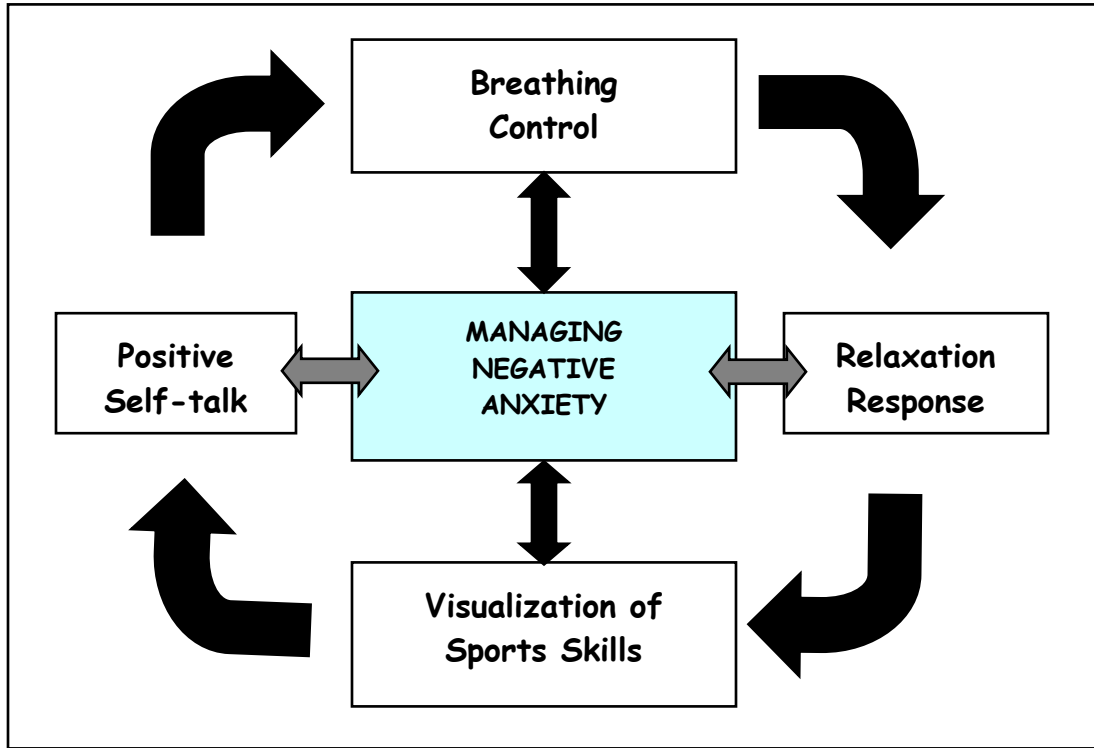 Breathing
Control
Positive
Self-talk
MANAGING
NEGATIVE
ANXIETY
Relaxation
Response
Visualization of
Sports Skills